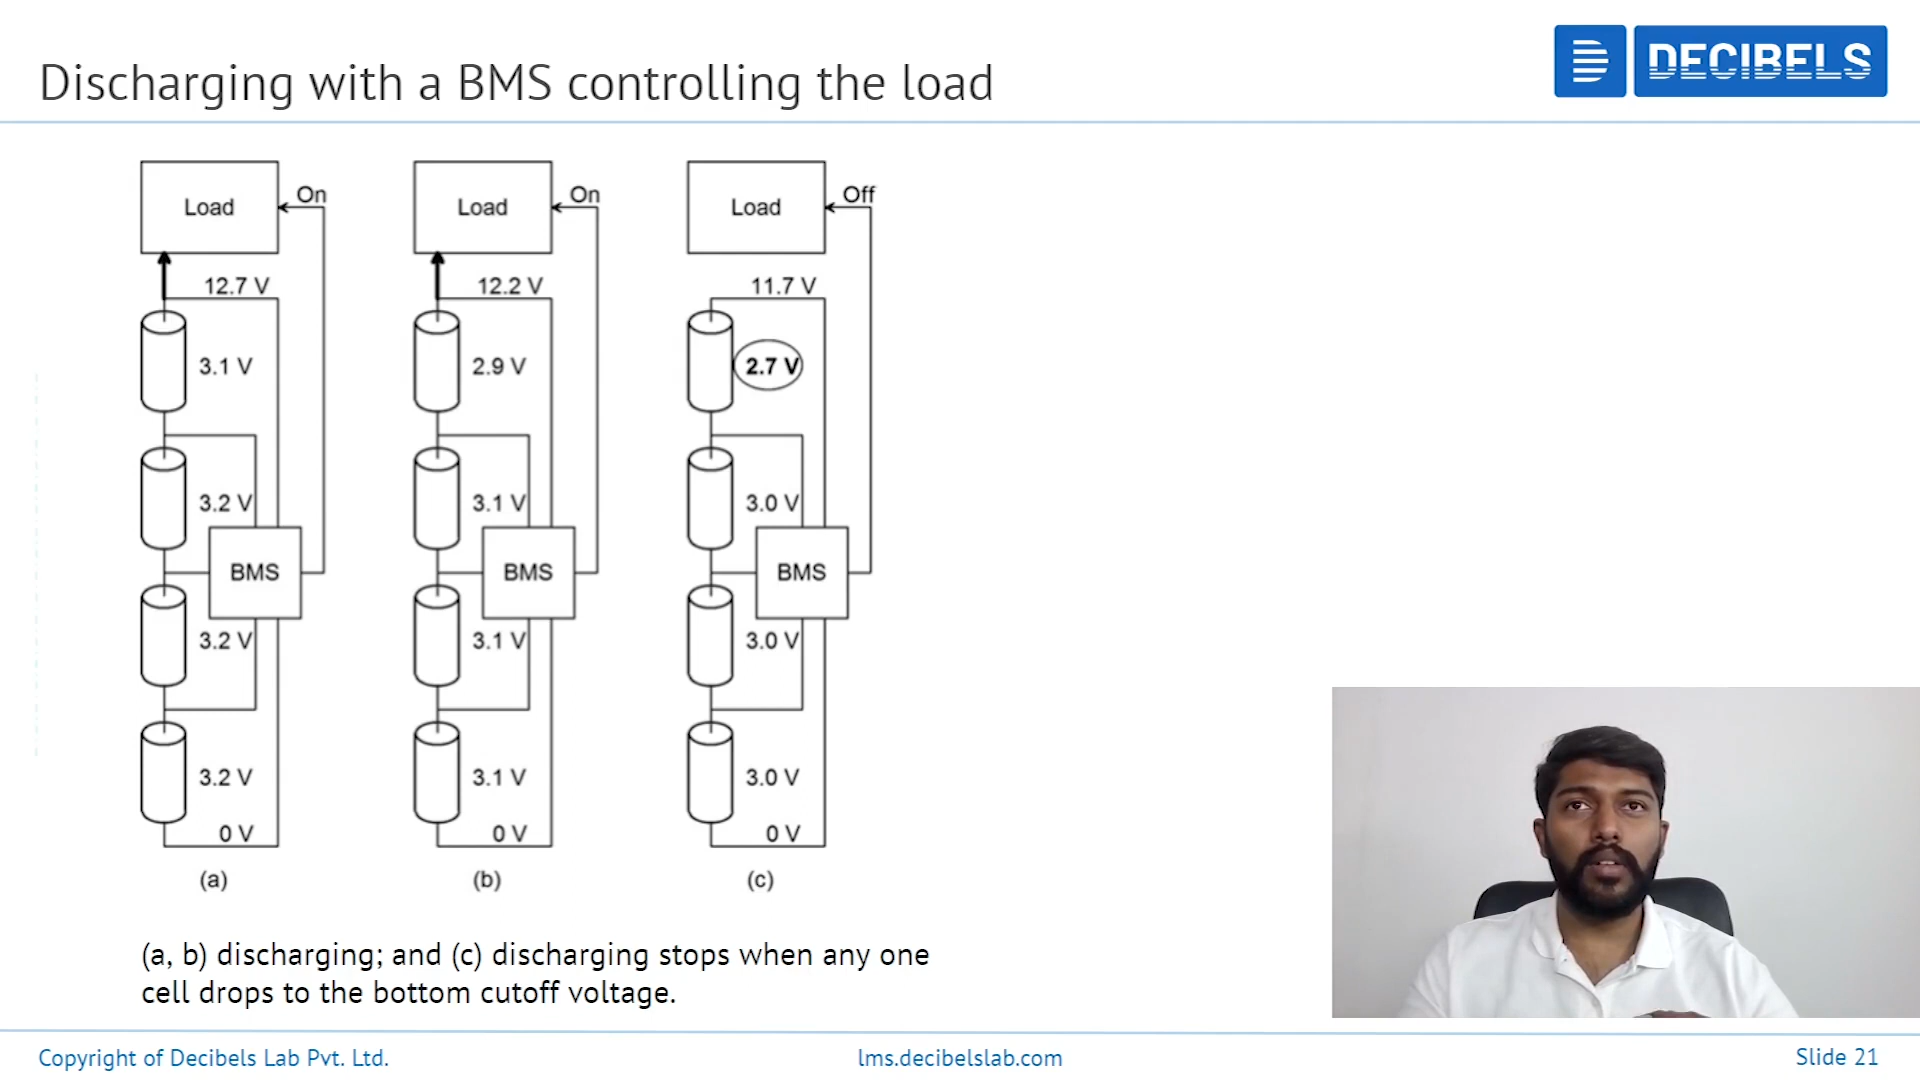 Discharging with a BMS controlling the load
DECIBELS
Load
On
12.7 V
3.1 V
3.2 V
BMS
3.2 V
3.2 V
0 V
(a)
Load
On
12.2 V
2.9 V
3.1 V
BMS
3.1 V
3.1 V
0 V
(b)
Load
Off
11.7 V
2.7 V
3.0 V
BMS
3.0 V
3.0 V
0 V
(c)
(a, b) discharging; and (c) discharging stops when any one
cell drops to the bottom cutoff voltage.
Copyright of Decibels Lab Pvt. Ltd.
lms.decibelslab.com
Slide 21